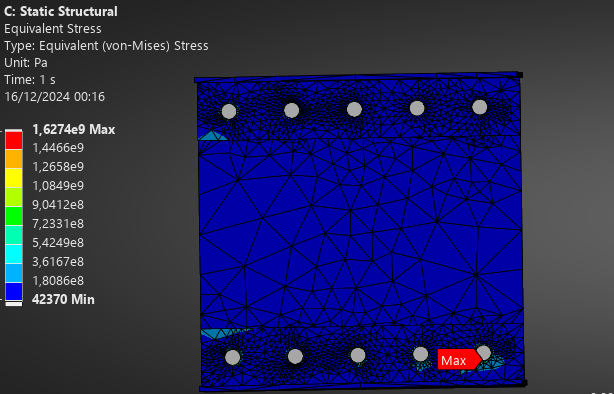 C: Static Structural
Equivalent Stress
Type: Equivalent (von-Mises) Stress
Unit: Pa
Time: 1 s
16/12/2024 00:16
1,6274e9 Max
1,4466e9
1,2658e9
1,0849e9
9,0412e8
7,2331e8
5,4249e8
3,6167e8
1,8086e8
42370 Min
Max